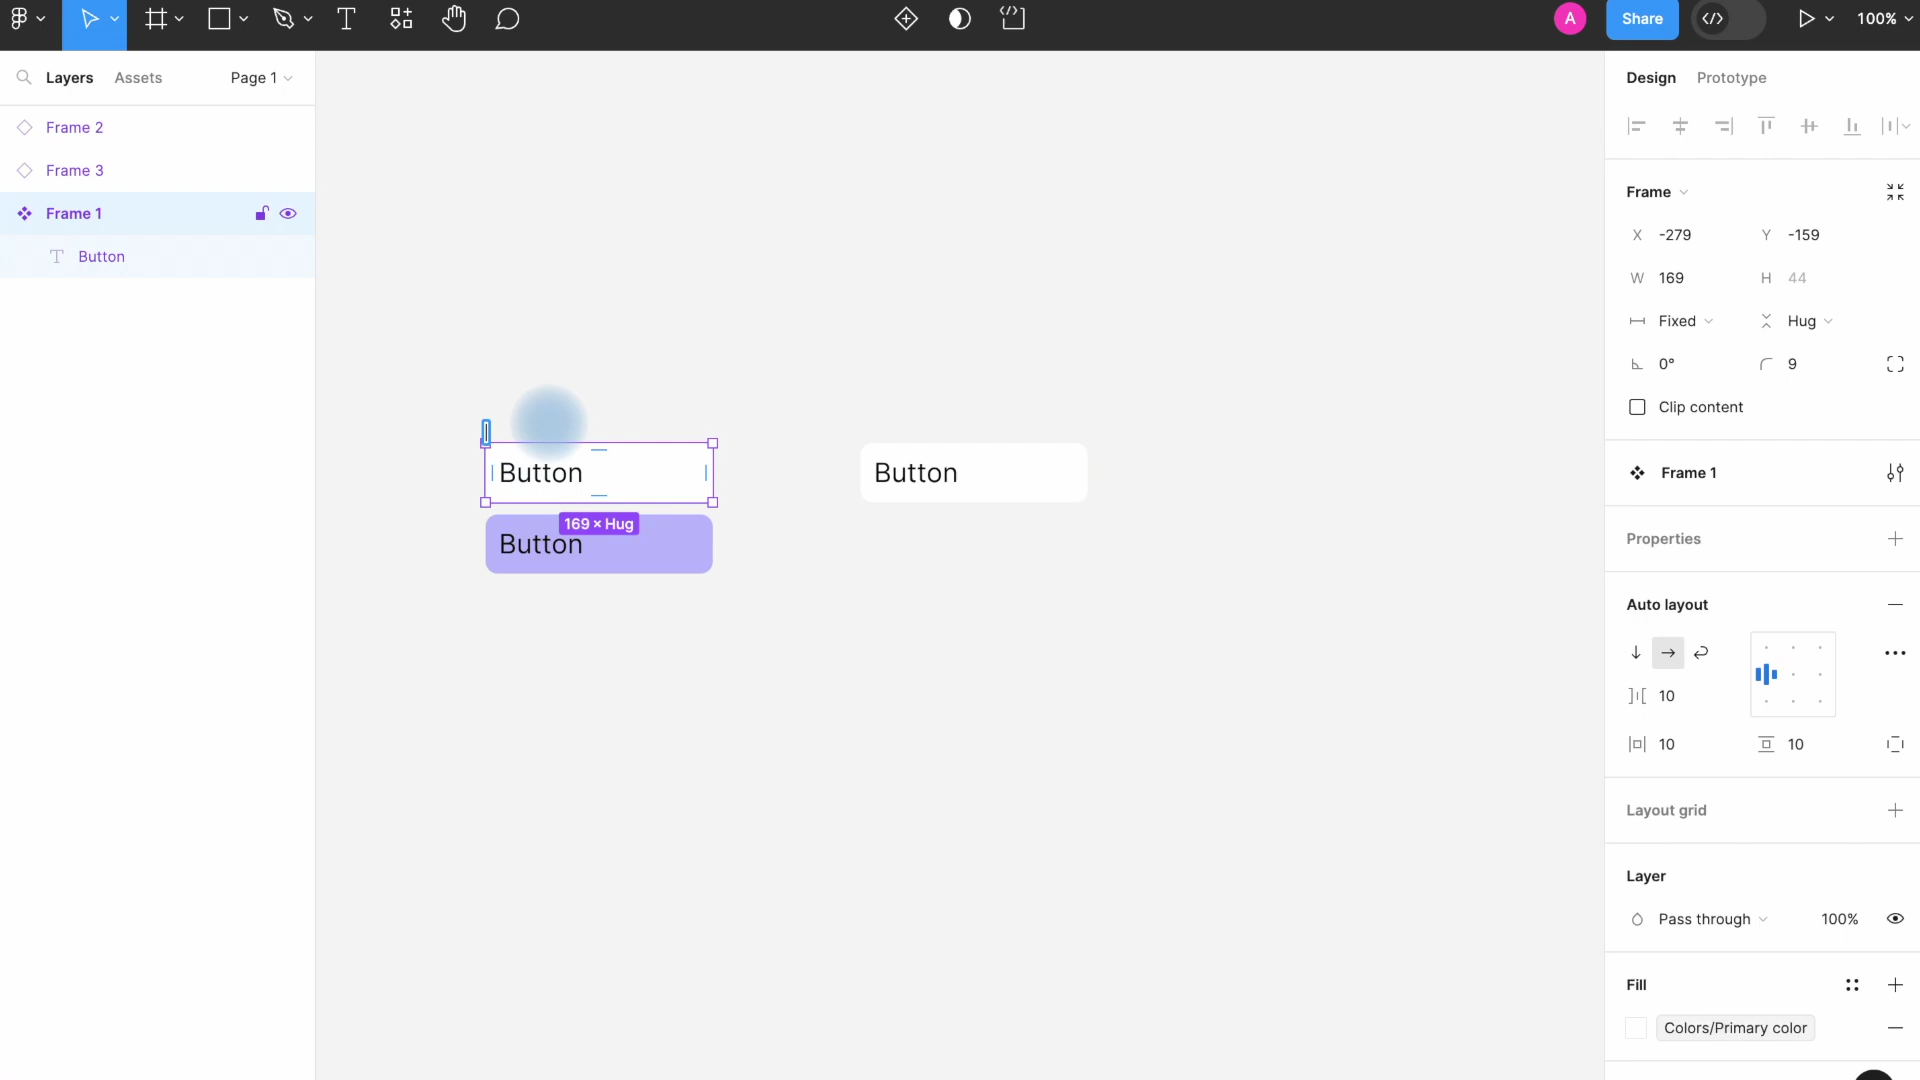 A
Share
100%
Layers
Assets
Page 1
Frame 2
Frame 3
Frame 1
Button
Button
Button
169 × Hug
Button
Design
Prototype
Frame
X -279
Y -159
W 169
H 44
Fixed
Hug
0°
9
Clip content
Frame 1
Properties
Auto layout
10
10
10
Layout grid
Layer
Pass through
100%
Fill
Colors/Primary color